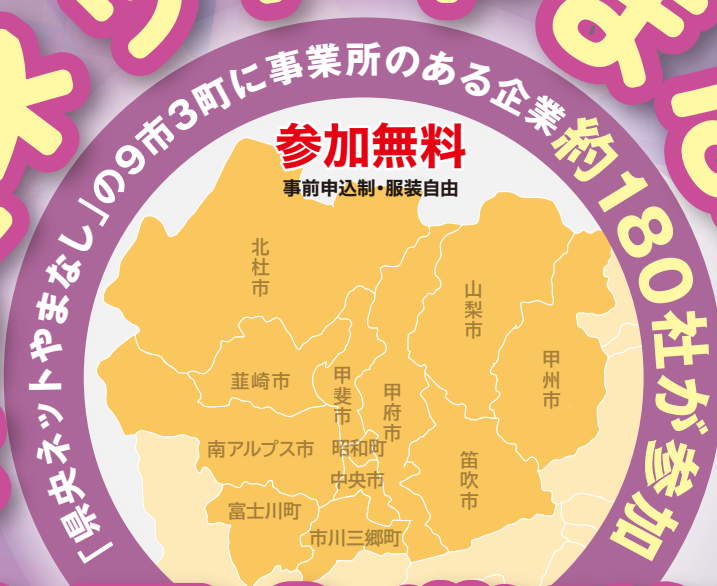 「県央ネットやまなし」の9市3町に事業所のある企業約180社が参加
参加無料
事前申込制・服装自由
北杜市
山梨市
韮崎市
甲斐市
甲府市
甲州市
南アルプス市
昭和町
中央市
笛吹市
富士川町
市川三郷町